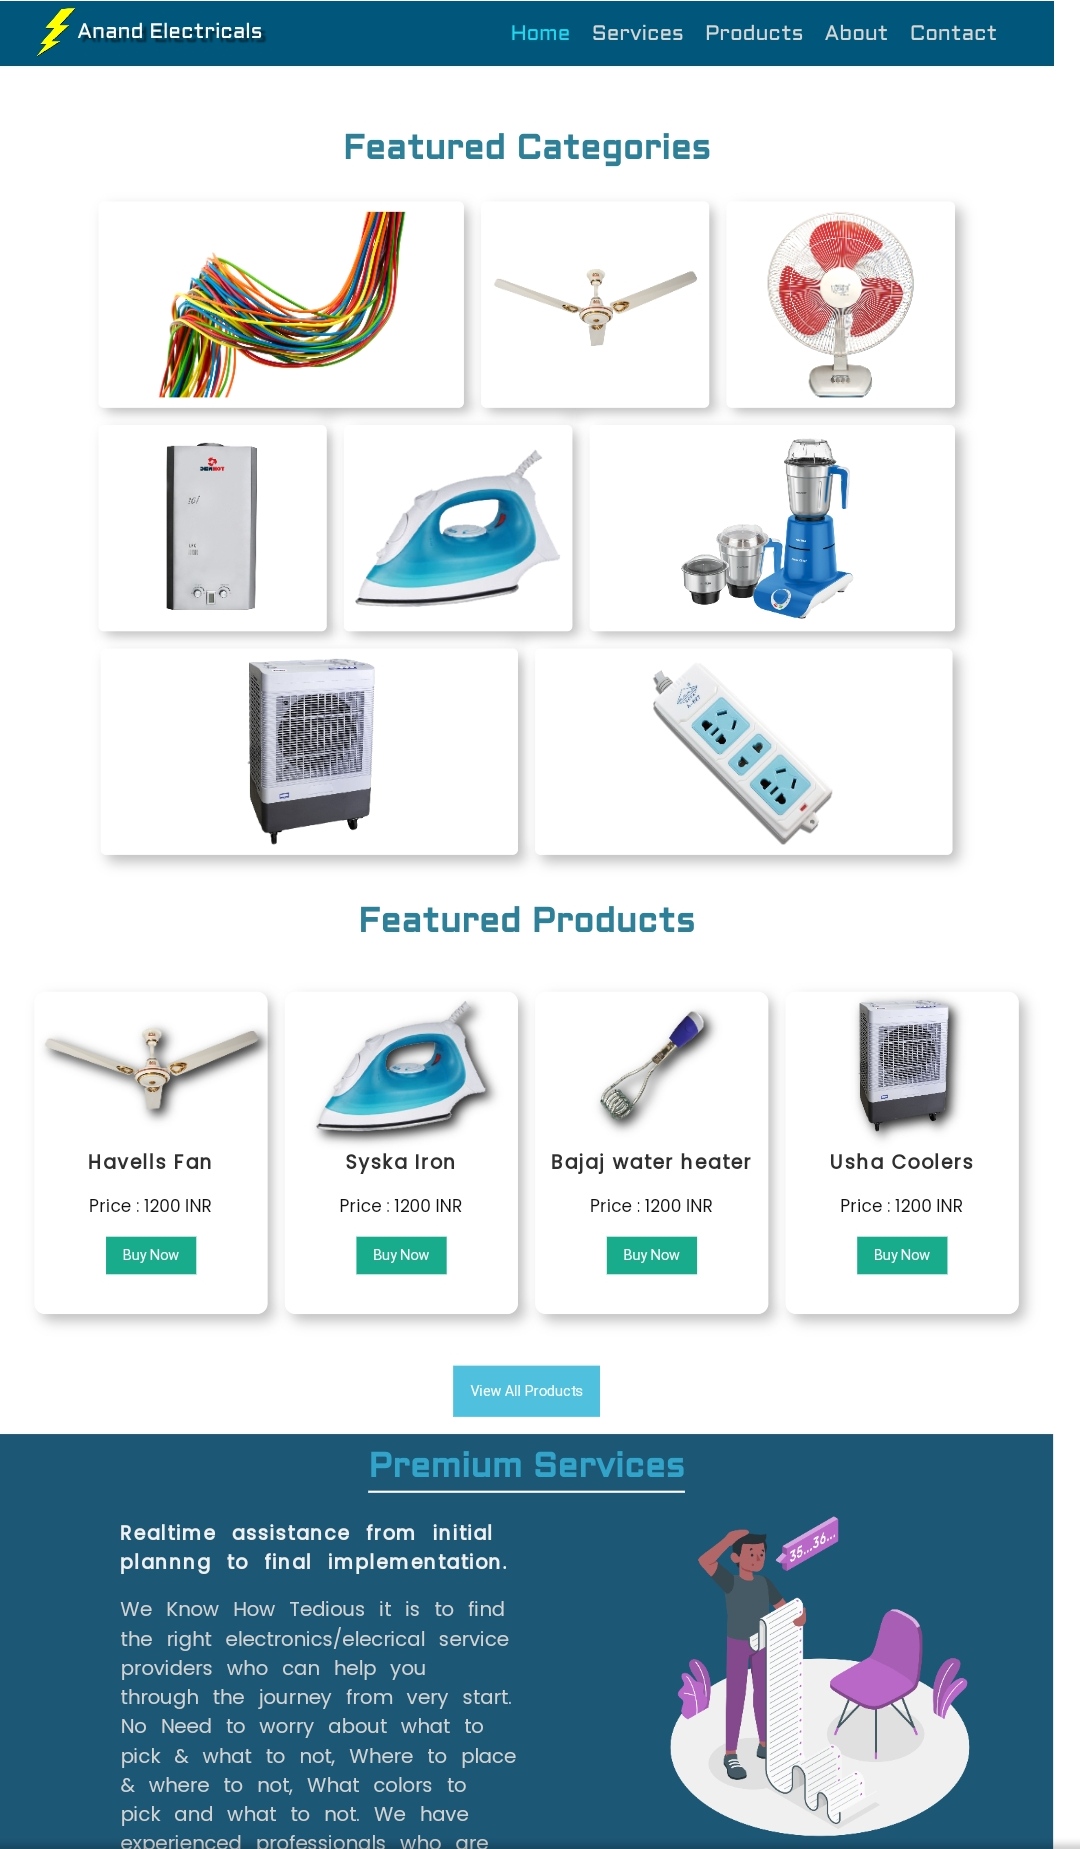 Anand Electricals
Home Services Products About Contact
Featured Categories
Featured Products
Havells Fan
Price : 1200 INR
Buy Now
Syska Iron
Price : 1200 INR
Buy Now
Bajaj water heater
Price : 1200 INR
Buy Now
Usha Coolers
Price : 1200 INR
Buy Now
View All Products
Premium Services
Realtime assistance from initial
plannng to final implementation.
We Know How Tedious it is to find
the right electronics/elecrical service
providers who can help you
through the journey from very start.
No Need to worry about what to
pick & what to not, Where to place
& where to not, What colors to
pick and what to not. We have
experienced professionals who are
35...36...